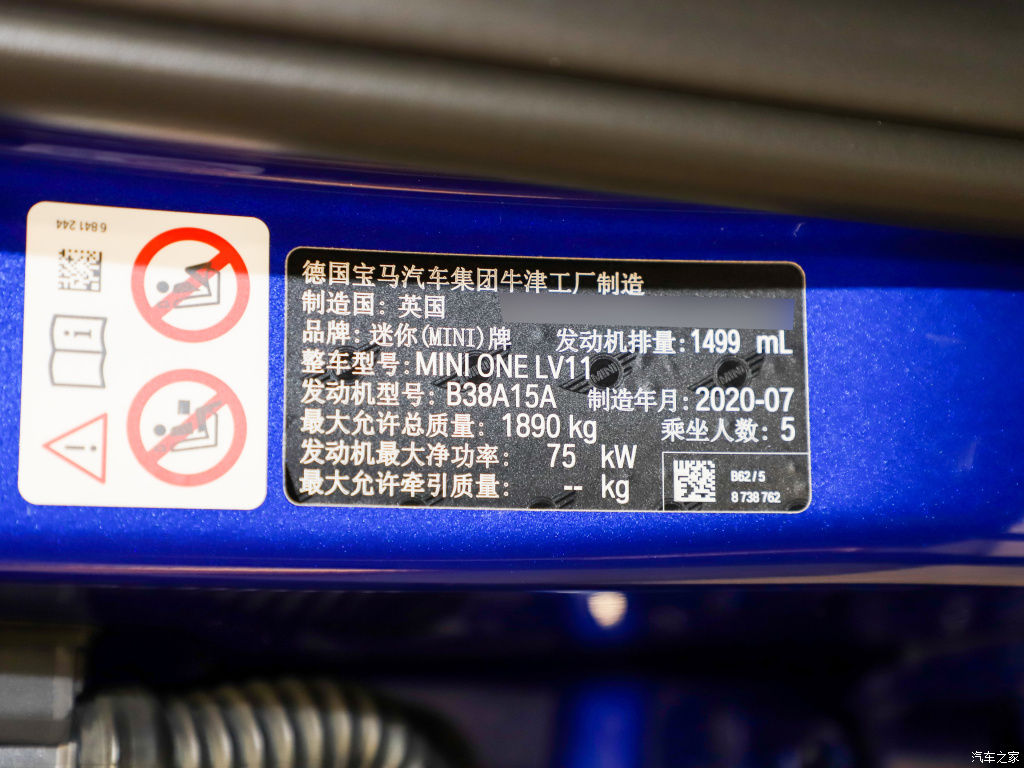 6841244
德国宝马汽车集团牛津工厂制造
制造国: 英国
品牌: 迷你(MINI)牌 发动机排量: 1499 mL
整车型号: MINI ONE LV11
发动机型号: B38A15A 制造年月: 2020-07
最大允许总质量: 1890 kg 乘坐人数: 5
发动机最大净功率: 75 kW
最大允许牵引质量: -- kg
B62 / 5
8 738 762
汽车之家